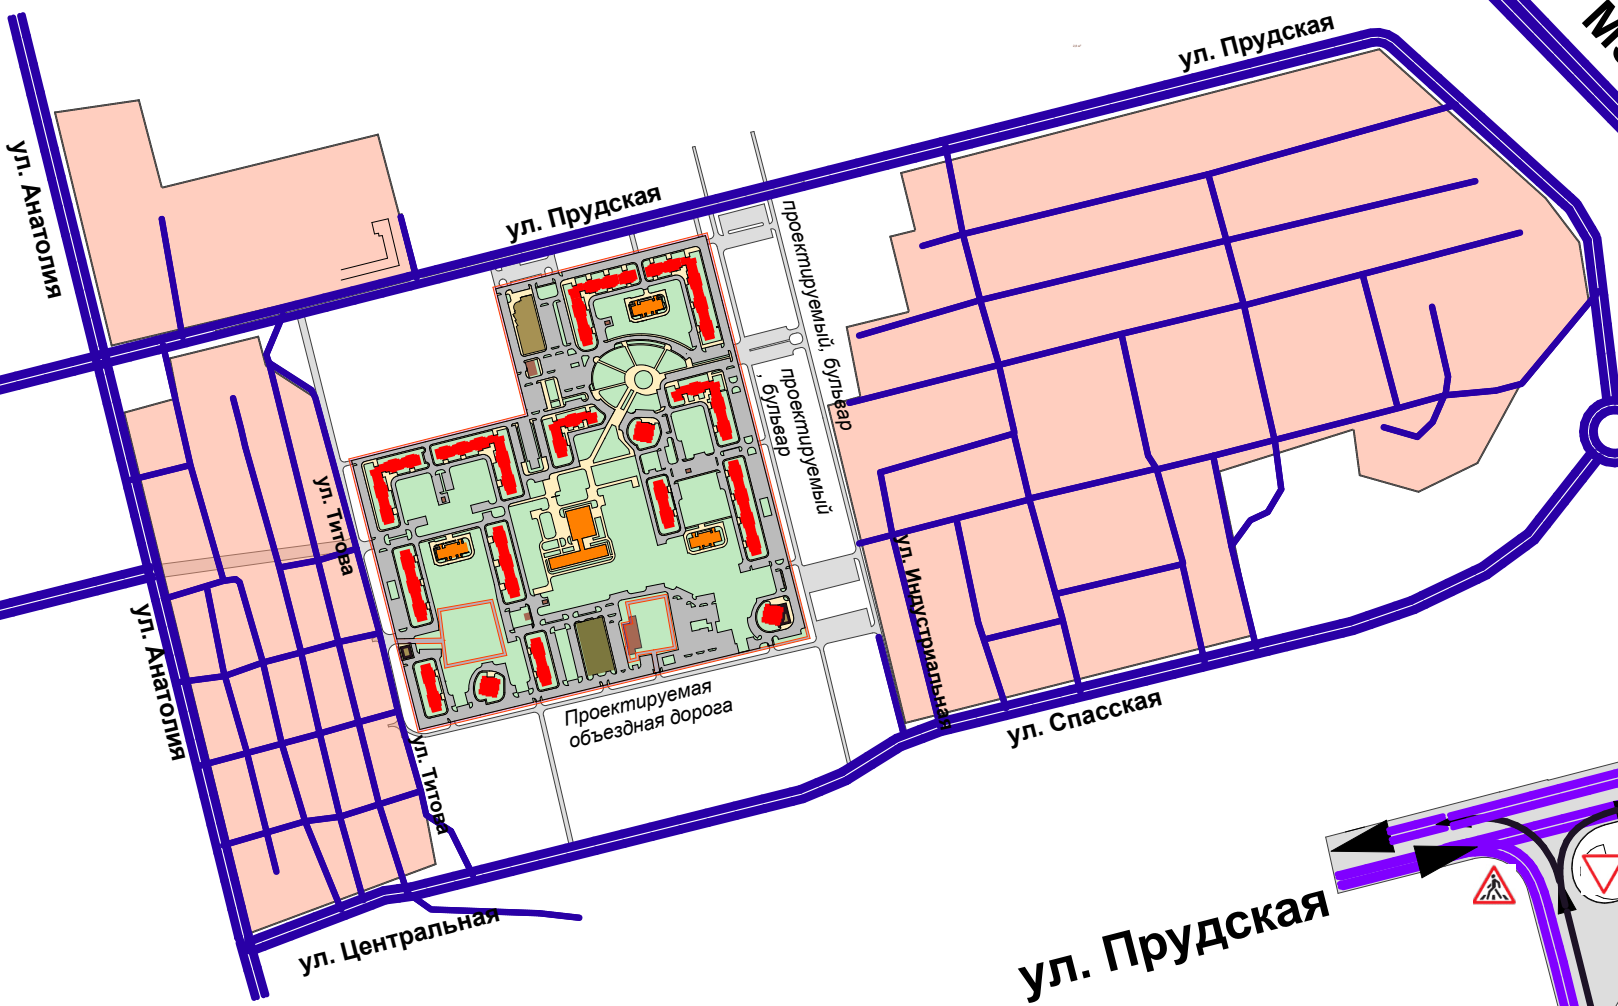 ул. Прудская
ул. Анатолия
ул. Прудская
проектируемый, бульвар
проектируемый
, бульвар
ул. Титова
ул. Индустриальная
ул. Анатолия
Проектируемая
объездная дорога
ул. Спасская
ул. Титова
ул. Центральная
ул. Прудская